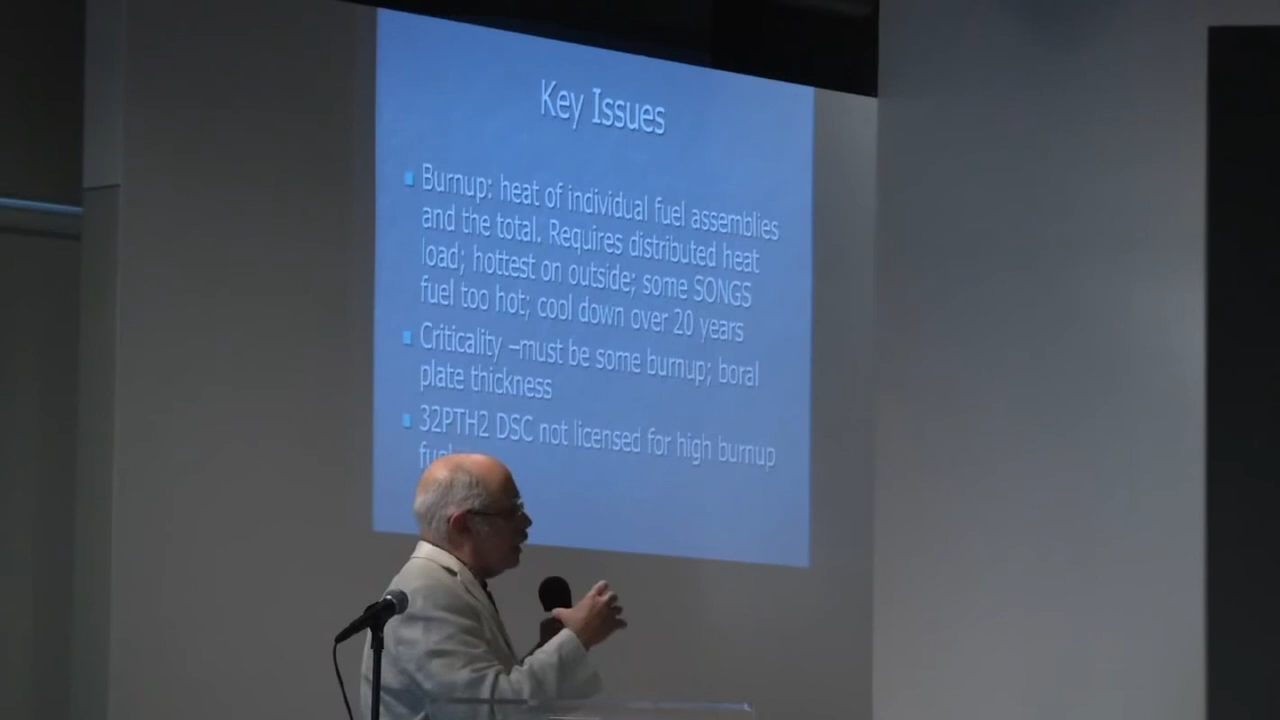 Key Issues
Burnup: heat of individual fuel assemblies
and the total. Requires distributed heat
load; hottest on outside; some SONGS
fuel too hot; cool down over 20 years
Criticality –must be some burnup; boral
plate thickness
32PTH2 DSC not licensed for high burnup
fuel